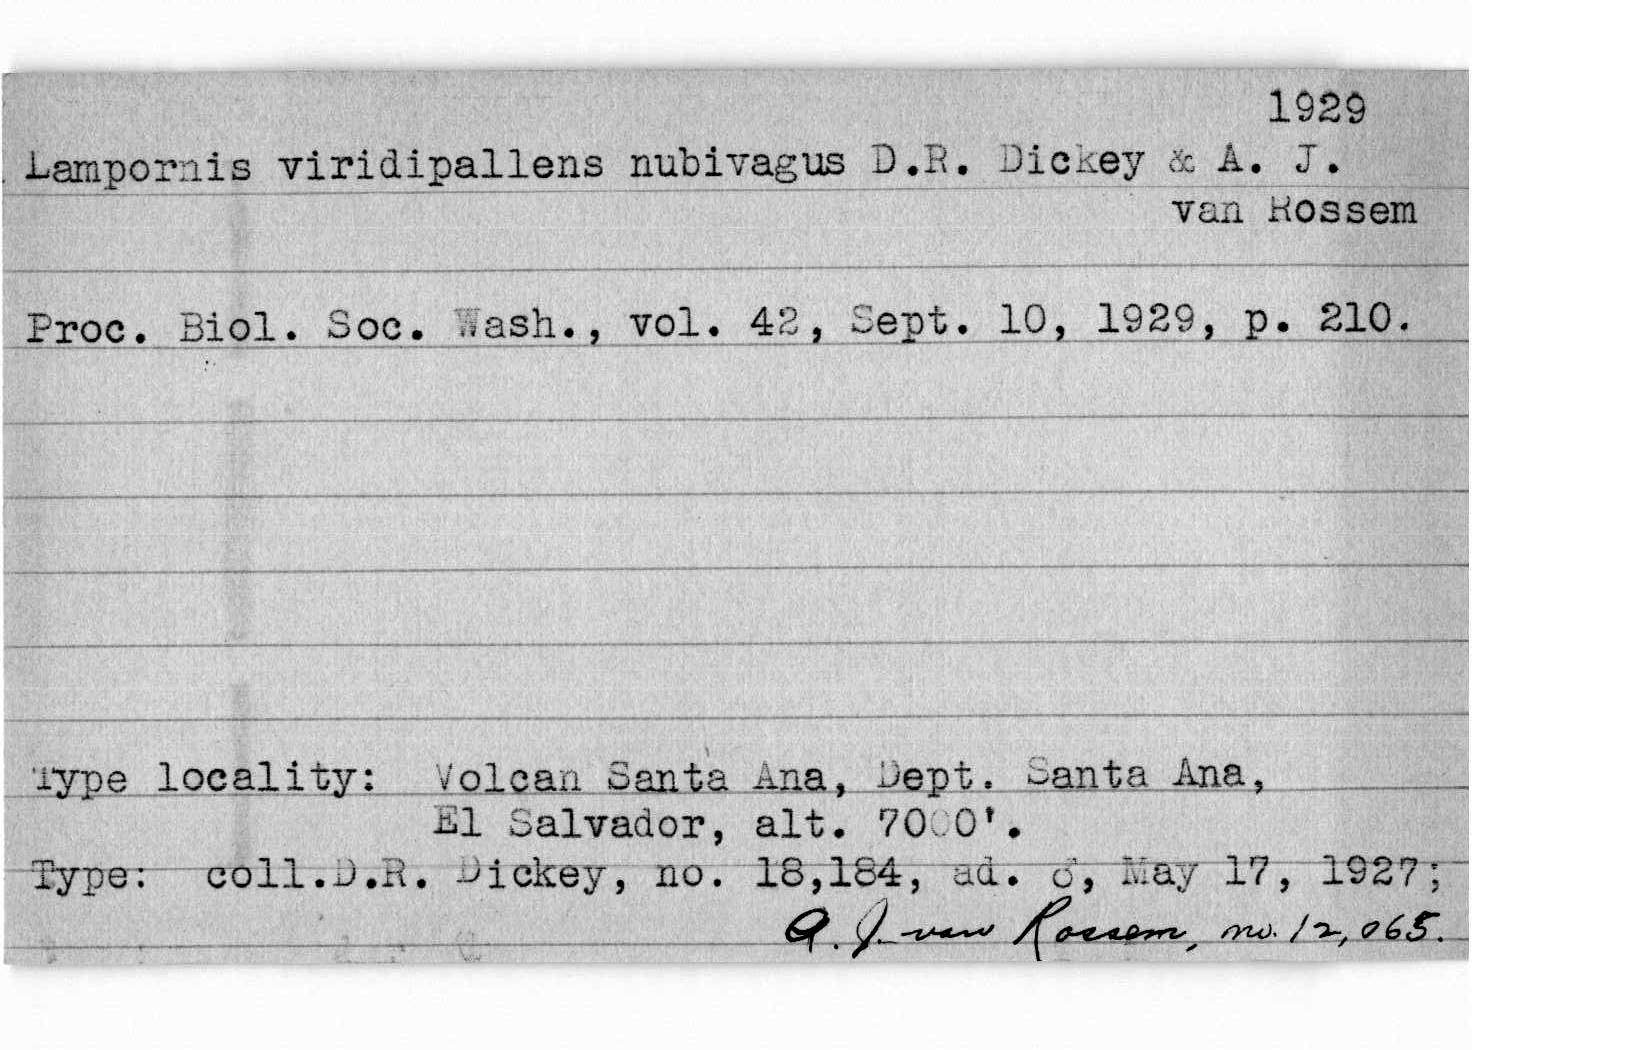 1929
Lampornis viridipallens nubivagus D.R. Dickey & A. J.
van Rossem
Proc. Biol. Soc. Wash., vol. 42, Sept. 10, 1929, p. 210.
Type locality: Volcan Santa Ana, Dept. Santa Ana,
El Salvador, alt. 7000'.
Type: coll.D.R. Dickey, no. 18,184, ad. ♂, May 17, 1927;
A. J. van Rossem, no. 12,065.